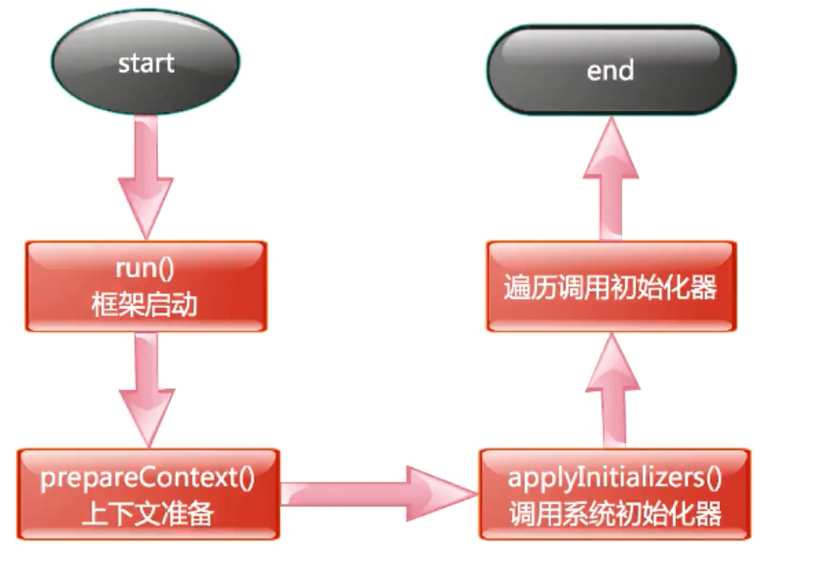 start
run()
框架启动
prepareContext()
上下文准备
applyInitializers()
调用系统初始化器
遍历调用初始化器
end